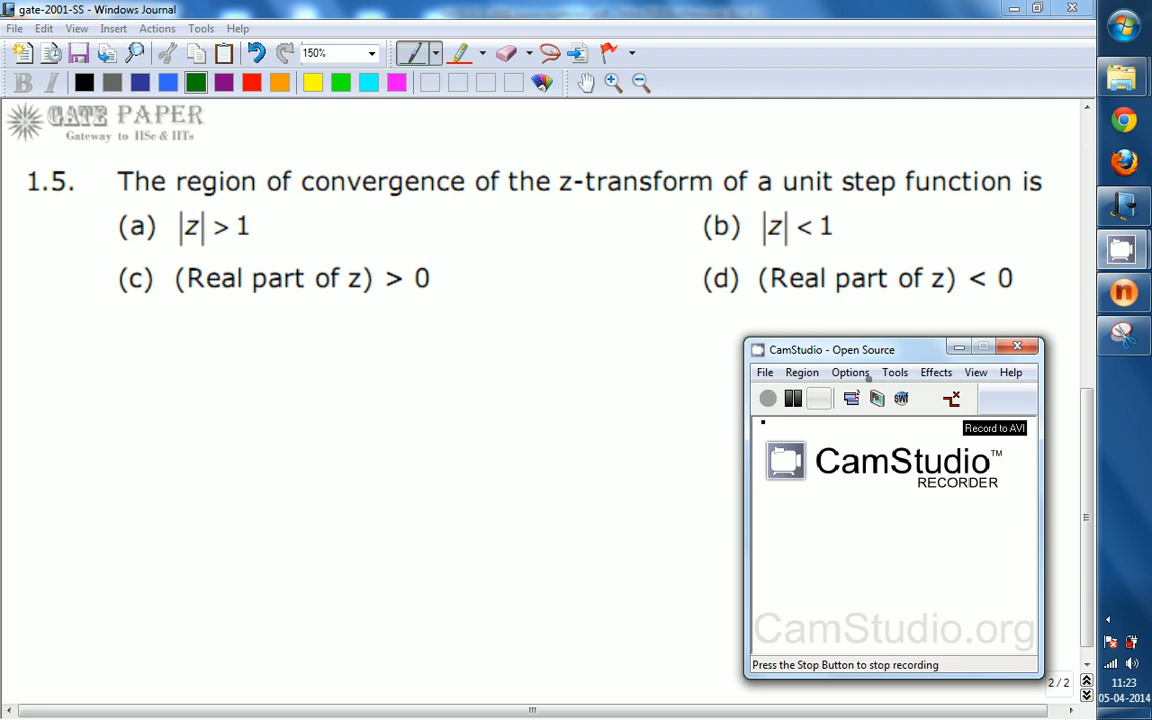 gate-2001-SS - Windows Journal
File Edit View Insert Actions Tools Help
150%
B I
GATE PAPER
Gateway to IISc & IITs
1.5. The region of convergence of the z-transform of a unit step function is
(a) |z| > 1 (b) |z| < 1
(c) (Real part of z) > 0 (d) (Real part of z) < 0
CamStudio - Open Source
File Region Options Tools Effects View Help
SWF
Record to AVI
CamStudio™
RECORDER
CamStudio.org
Press the Stop Button to stop recording
2 / 2
11:23
05-04-2014